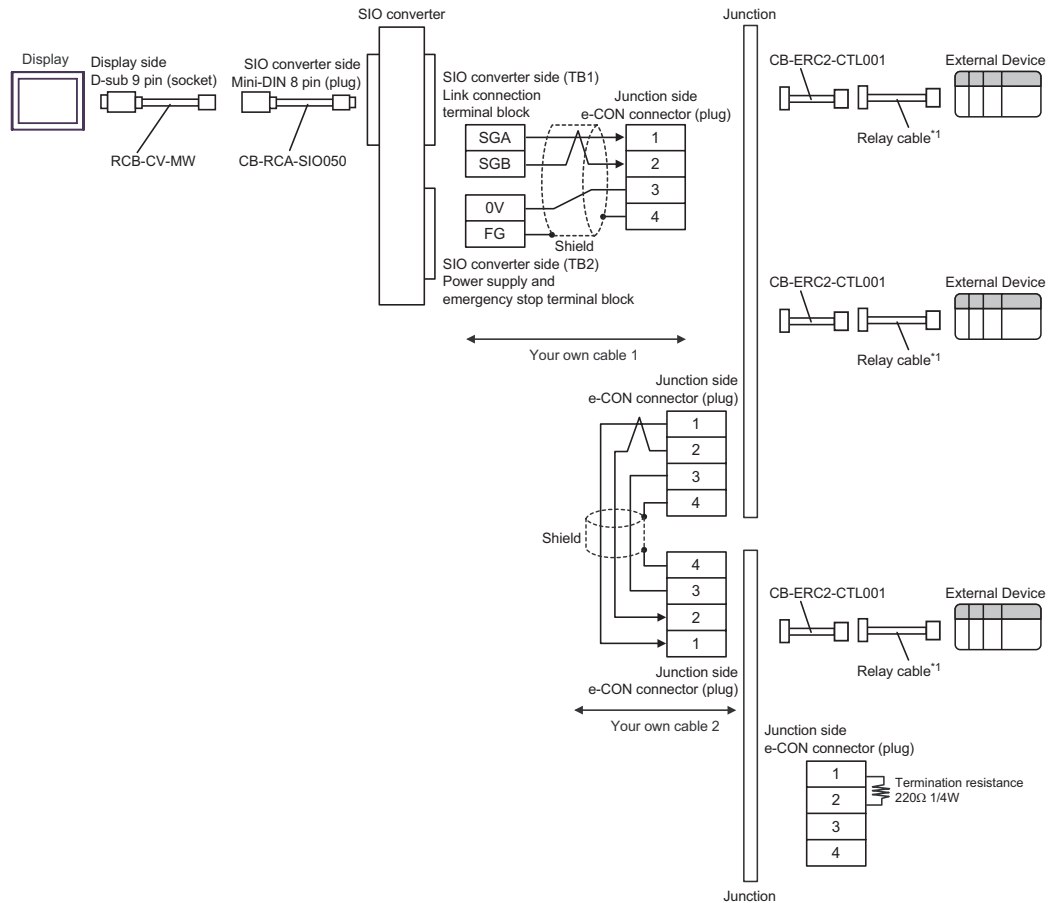 SIO converter
Junction
Display
Display side
D-sub 9 pin (socket)
SIO converter side
Mini-DIN 8 pin (plug)
RCB-CV-MW
CB-RCA-SIO050
SIO converter side (TB1)
Link connection
terminal block
Junction side
e-CON connector (plug)
SGA
SGB
0V
FG
1
2
3
4
Shield
SIO converter side (TB2)
Power supply and
emergency stop terminal block
Your own cable 1
CB-ERC2-CTL001
External Device
Relay cable*1
CB-ERC2-CTL001
External Device
Relay cable*1
Junction side
e-CON connector (plug)
1
2
3
4
Shield
4
3
2
1
Junction side
e-CON connector (plug)
Your own cable 2
CB-ERC2-CTL001
External Device
Relay cable*1
Junction side
e-CON connector (plug)
1
2
3
4
Termination resistance
220Ω 1/4W
Junction